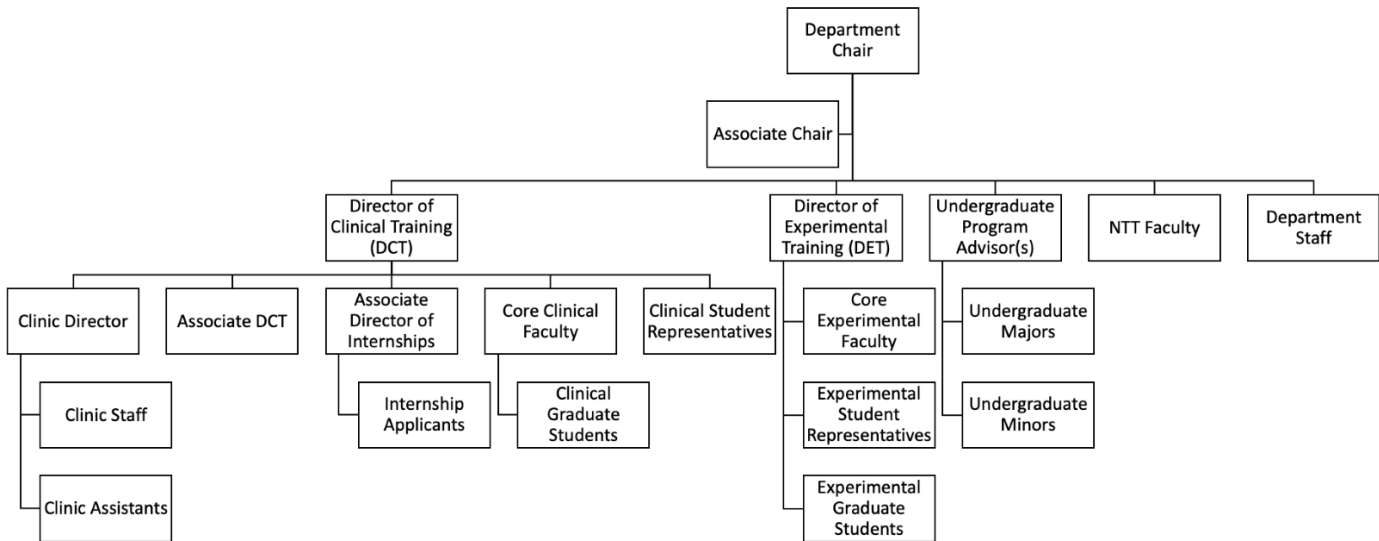 Department
Chair
Associate Chair
Director of
Clinical Training
(DCT)
Director of
Experimental
Training (DET)
Undergraduate
Program
Advisor(s)
NTT Faculty
Department
Staff
Clinic Director
Associate DCT
Associate
Director of
Internships
Core Clinical
Faculty
Clinical Student
Representatives
Core
Experimental
Faculty
Undergraduate
Majors
Clinic Staff
Internship
Applicants
Clinical
Graduate
Students
Experimental
Student
Representatives
Undergraduate
Minors
Clinic Assistants
Experimental
Graduate
Students